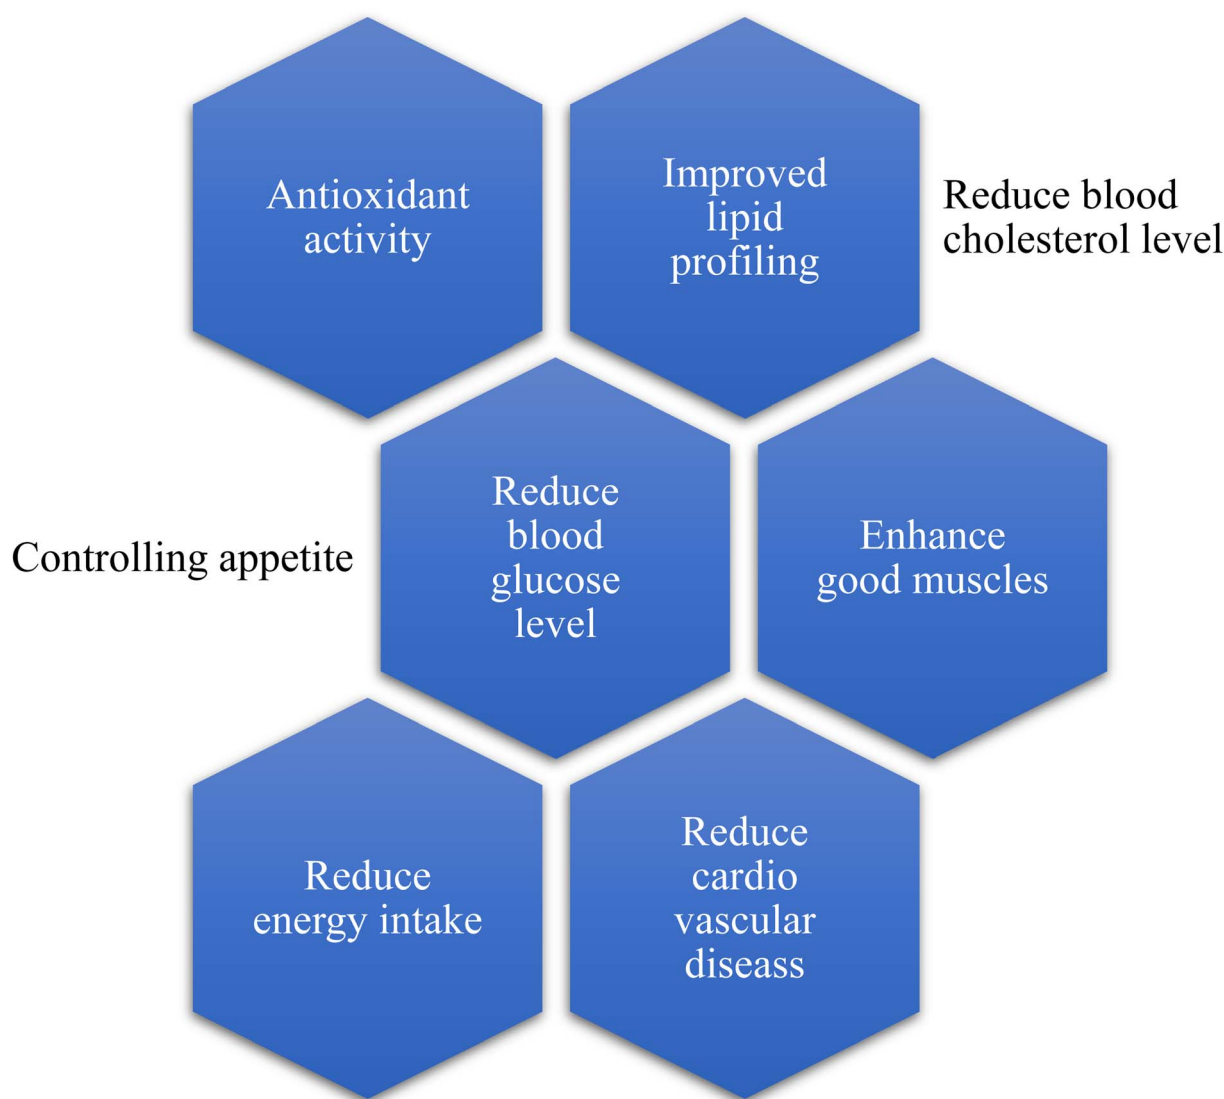 Antioxidant
activity
Improved
lipid
profiling
Reduce blood
cholesterol level
Controlling appetite
Reduce
blood
glucose
level
Enhance
good muscles
Reduce
energy intake
Reduce
cardio
vascular
diseass